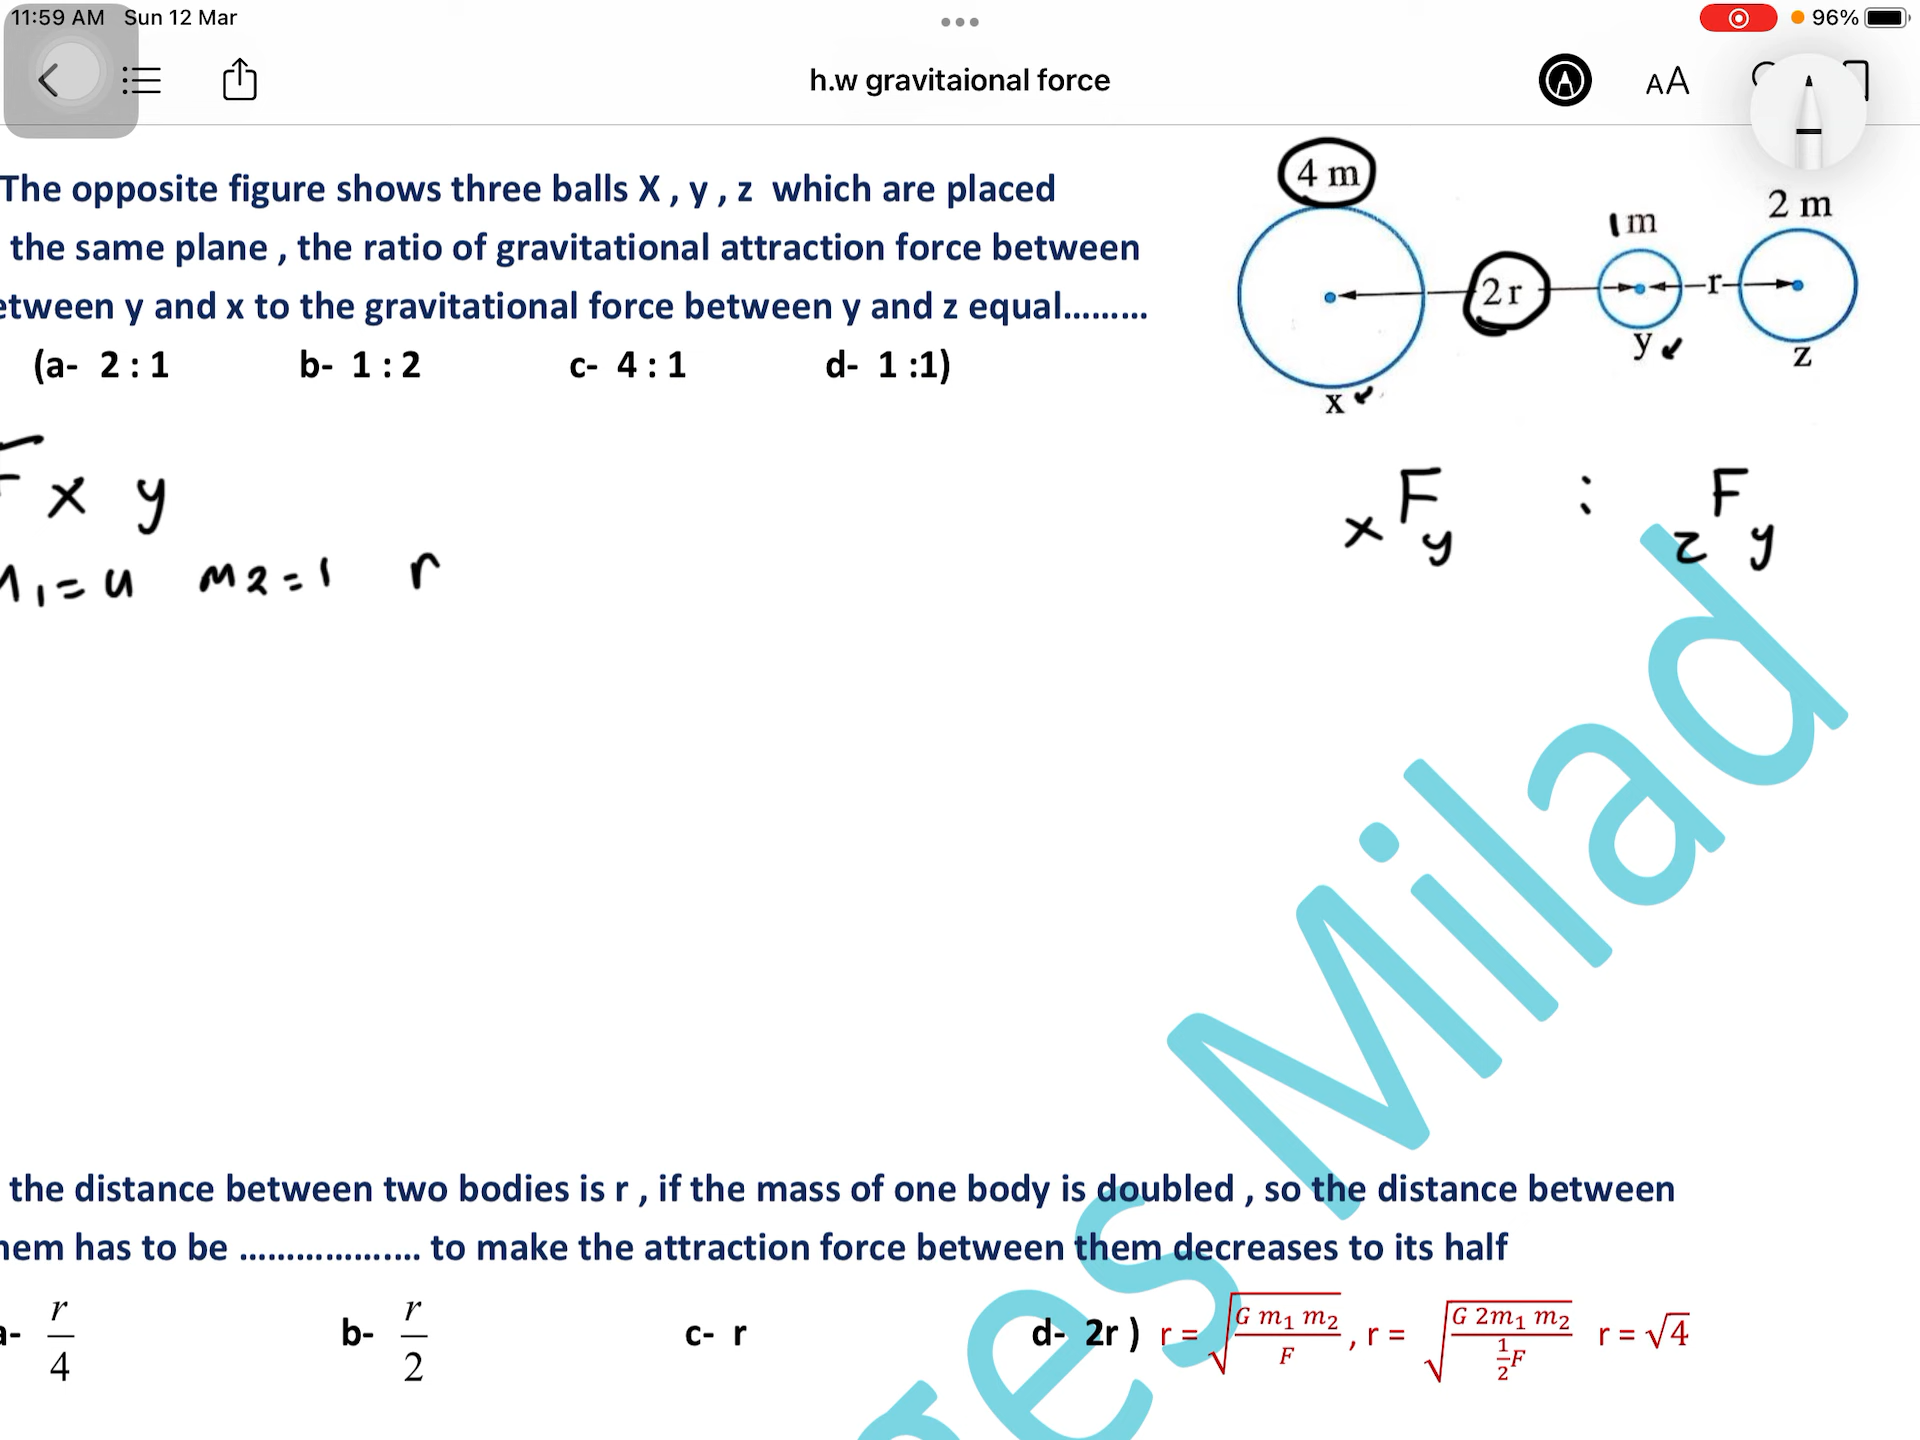 11:59 AM Sun 12 Mar
96%
h.w gravitaional force
AA
The opposite figure shows three balls X , y , z which are placed
the same plane , the ratio of gravitational attraction force between
etween y and x to the gravitational force between y and z equal.........
(a- 2 : 1 b- 1 : 2 c- 4 : 1 d- 1 :1)
4 m
1m
2 m
2 r
r
x
y
z
F x y
M1=4 m2=1 r
xFy : zFy
the distance between two bodies is r , if the mass of one body is doubled , so the distance between
hem has to be .................... to make the attraction force between them decreases to its half
a- r/4 b- r/2 c- r d- 2r ) r = √(G m₁ m₂ / F) , r = √(G 2m₁ m₂ / ½F) r = √4
es Milad